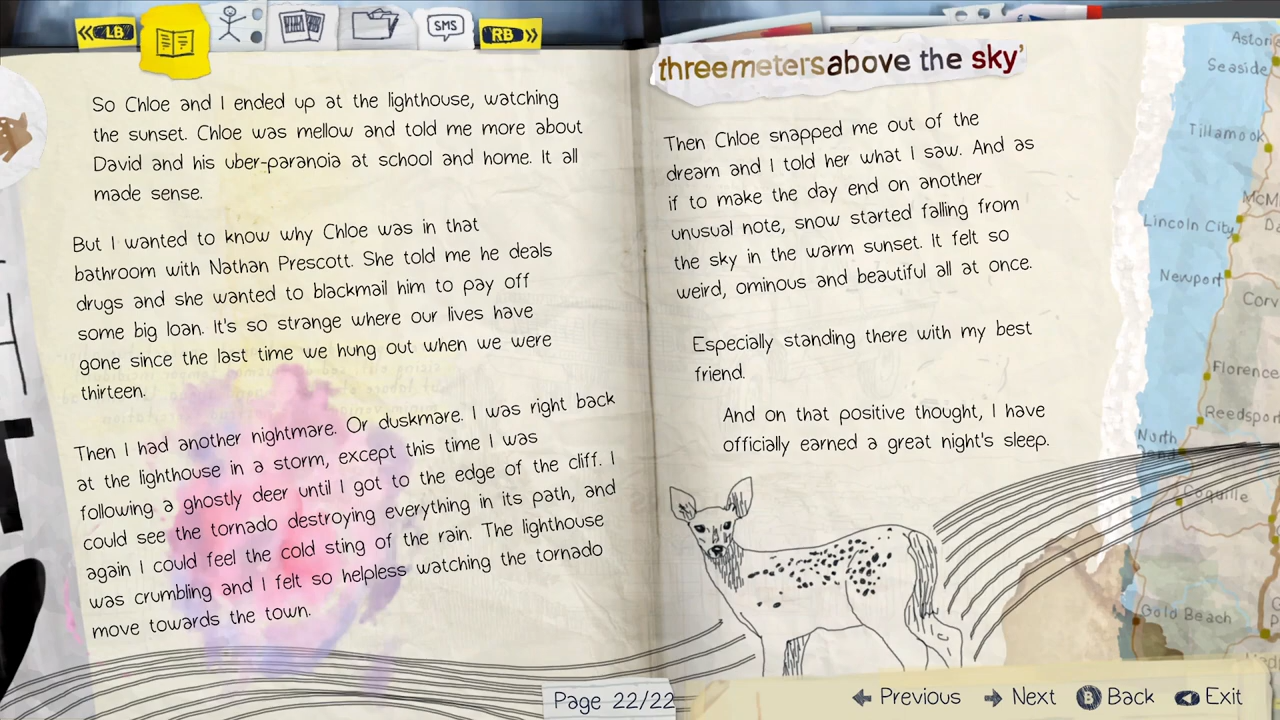 LB
SMS
RB
So Chloe and I ended up at the lighthouse, watching
the sunset. Chloe was mellow and told me more about
David and his uber-paranoia at school and home. It all
made sense.
But I wanted to know why Chloe was in that
bathroom with Nathan Prescott. She told me he deals
drugs and she wanted to blackmail him to pay off
some big loan. It's so strange where our lives have
gone since the last time we hung out when we were
thirteen.
Then I had another nightmare. Or duskmare. I was right back
at the lighthouse in a storm, except this time I was
following a ghostly deer until I got to the edge of the cliff. I
could see the tornado destroying everything in its path, and
again I could feel the cold sting of the rain. The lighthouse
was crumbling and I felt so helpless watching the tornado
move towards the town.
three meters above the sky'
Then Chloe snapped me out of the
dream and I told her what I saw. And as
if to make the day end on another
unusual note, snow started falling from
the sky in the warm sunset. It felt so
weird, ominous and beautiful all at once.
Especially standing there with my best
friend.
And on that positive thought, I have
officially earned a great night's sleep.
Seaside
Tillamook
Lincoln City
Newport
Florence
North
Coquille
Gold Beach
Page 22/22
Previous
Next
B Back
Exit